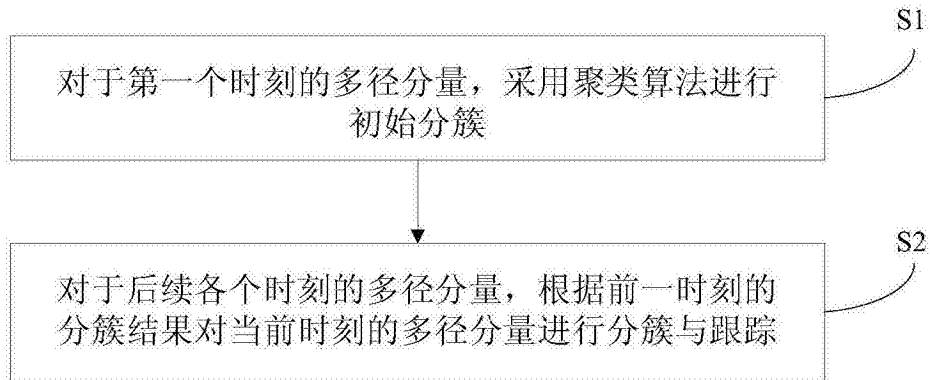 S1
对于第一个时刻的多径分量，采用聚类算法进行
初始分簇
S2
对于后续各个时刻的多径分量，根据前一时刻的
分簇结果对当前时刻的多径分量进行分簇与跟踪